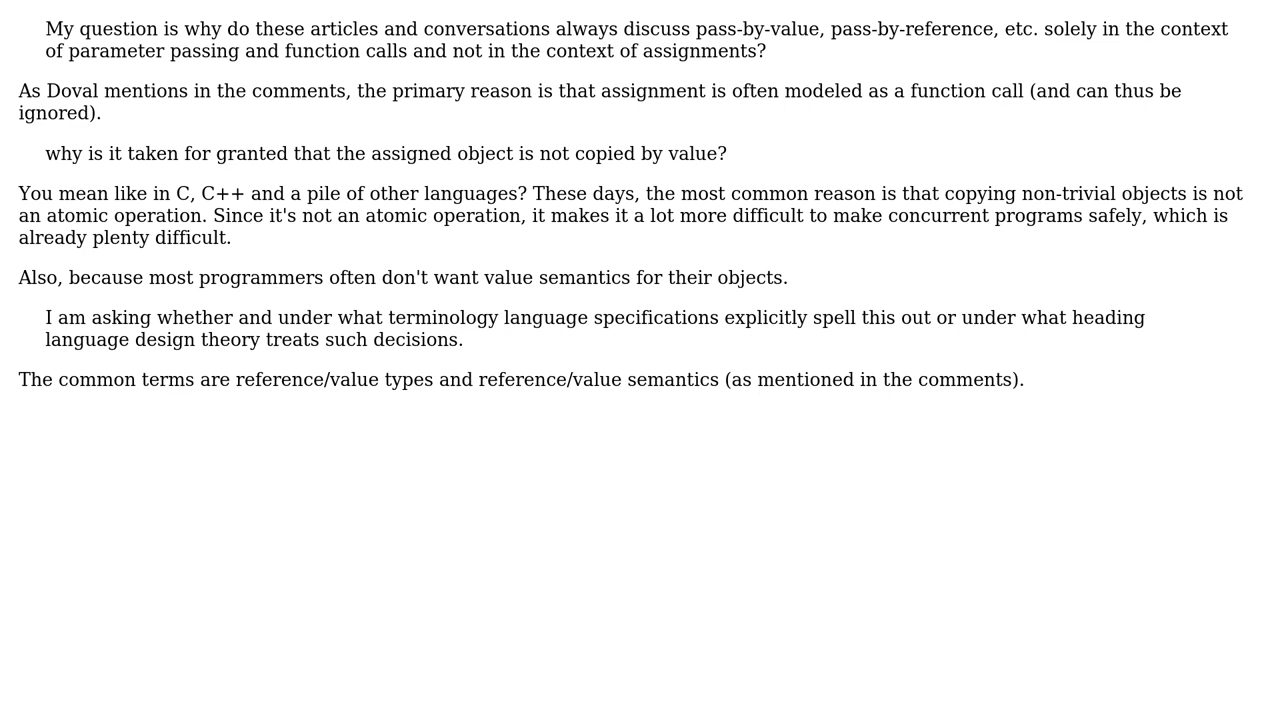 My question is why do these articles and conversations always discuss pass-by-value, pass-by-reference, etc. solely in the context
of parameter passing and function calls and not in the context of assignments?
As Doval mentions in the comments, the primary reason is that assignment is often modeled as a function call (and can thus be
ignored).
why is it taken for granted that the assigned object is not copied by value?
You mean like in C, C++ and a pile of other languages? These days, the most common reason is that copying non-trivial objects is not
an atomic operation. Since it's not an atomic operation, it makes it a lot more difficult to make concurrent programs safely, which is
already plenty difficult.
Also, because most programmers often don't want value semantics for their objects.
I am asking whether and under what terminology language specifications explicitly spell this out or under what heading
language design theory treats such decisions.
The common terms are reference/value types and reference/value semantics (as mentioned in the comments).